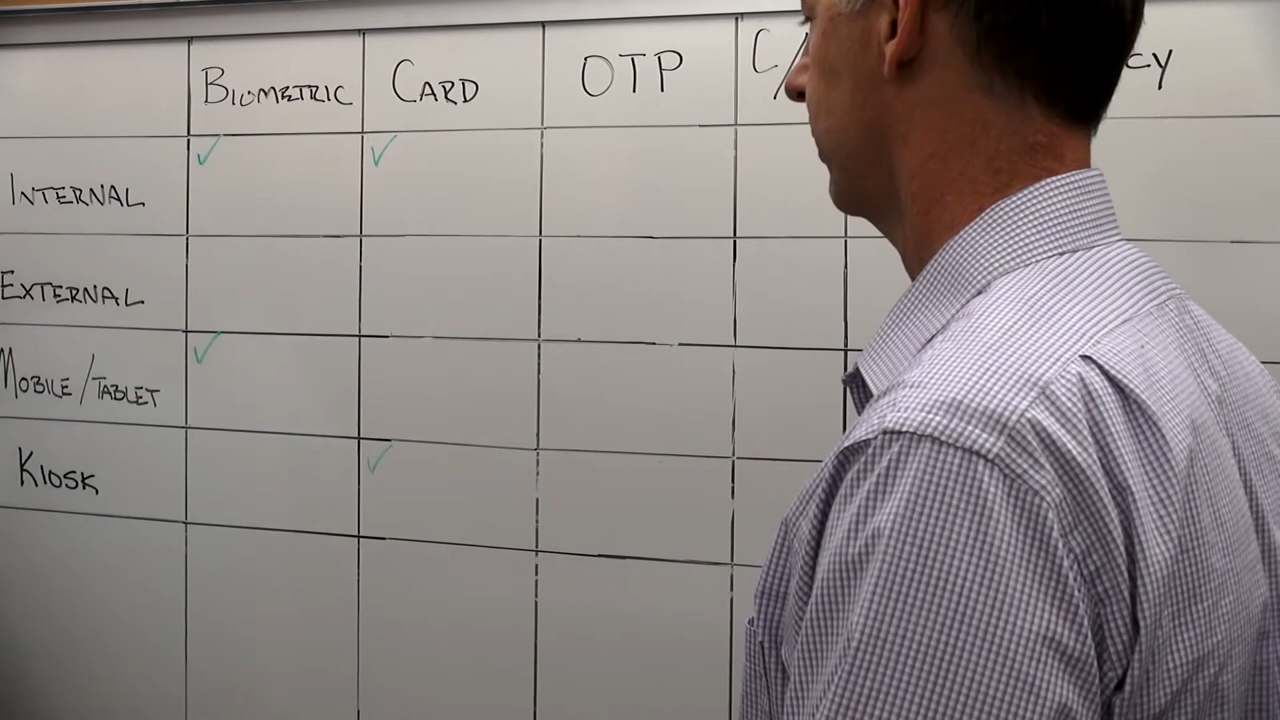 BIOMETRIC CARD OTP C/
INTERNAL ✓ ✓
EXTERNAL
MOBILE/TABLET ✓
KIOSK ✓